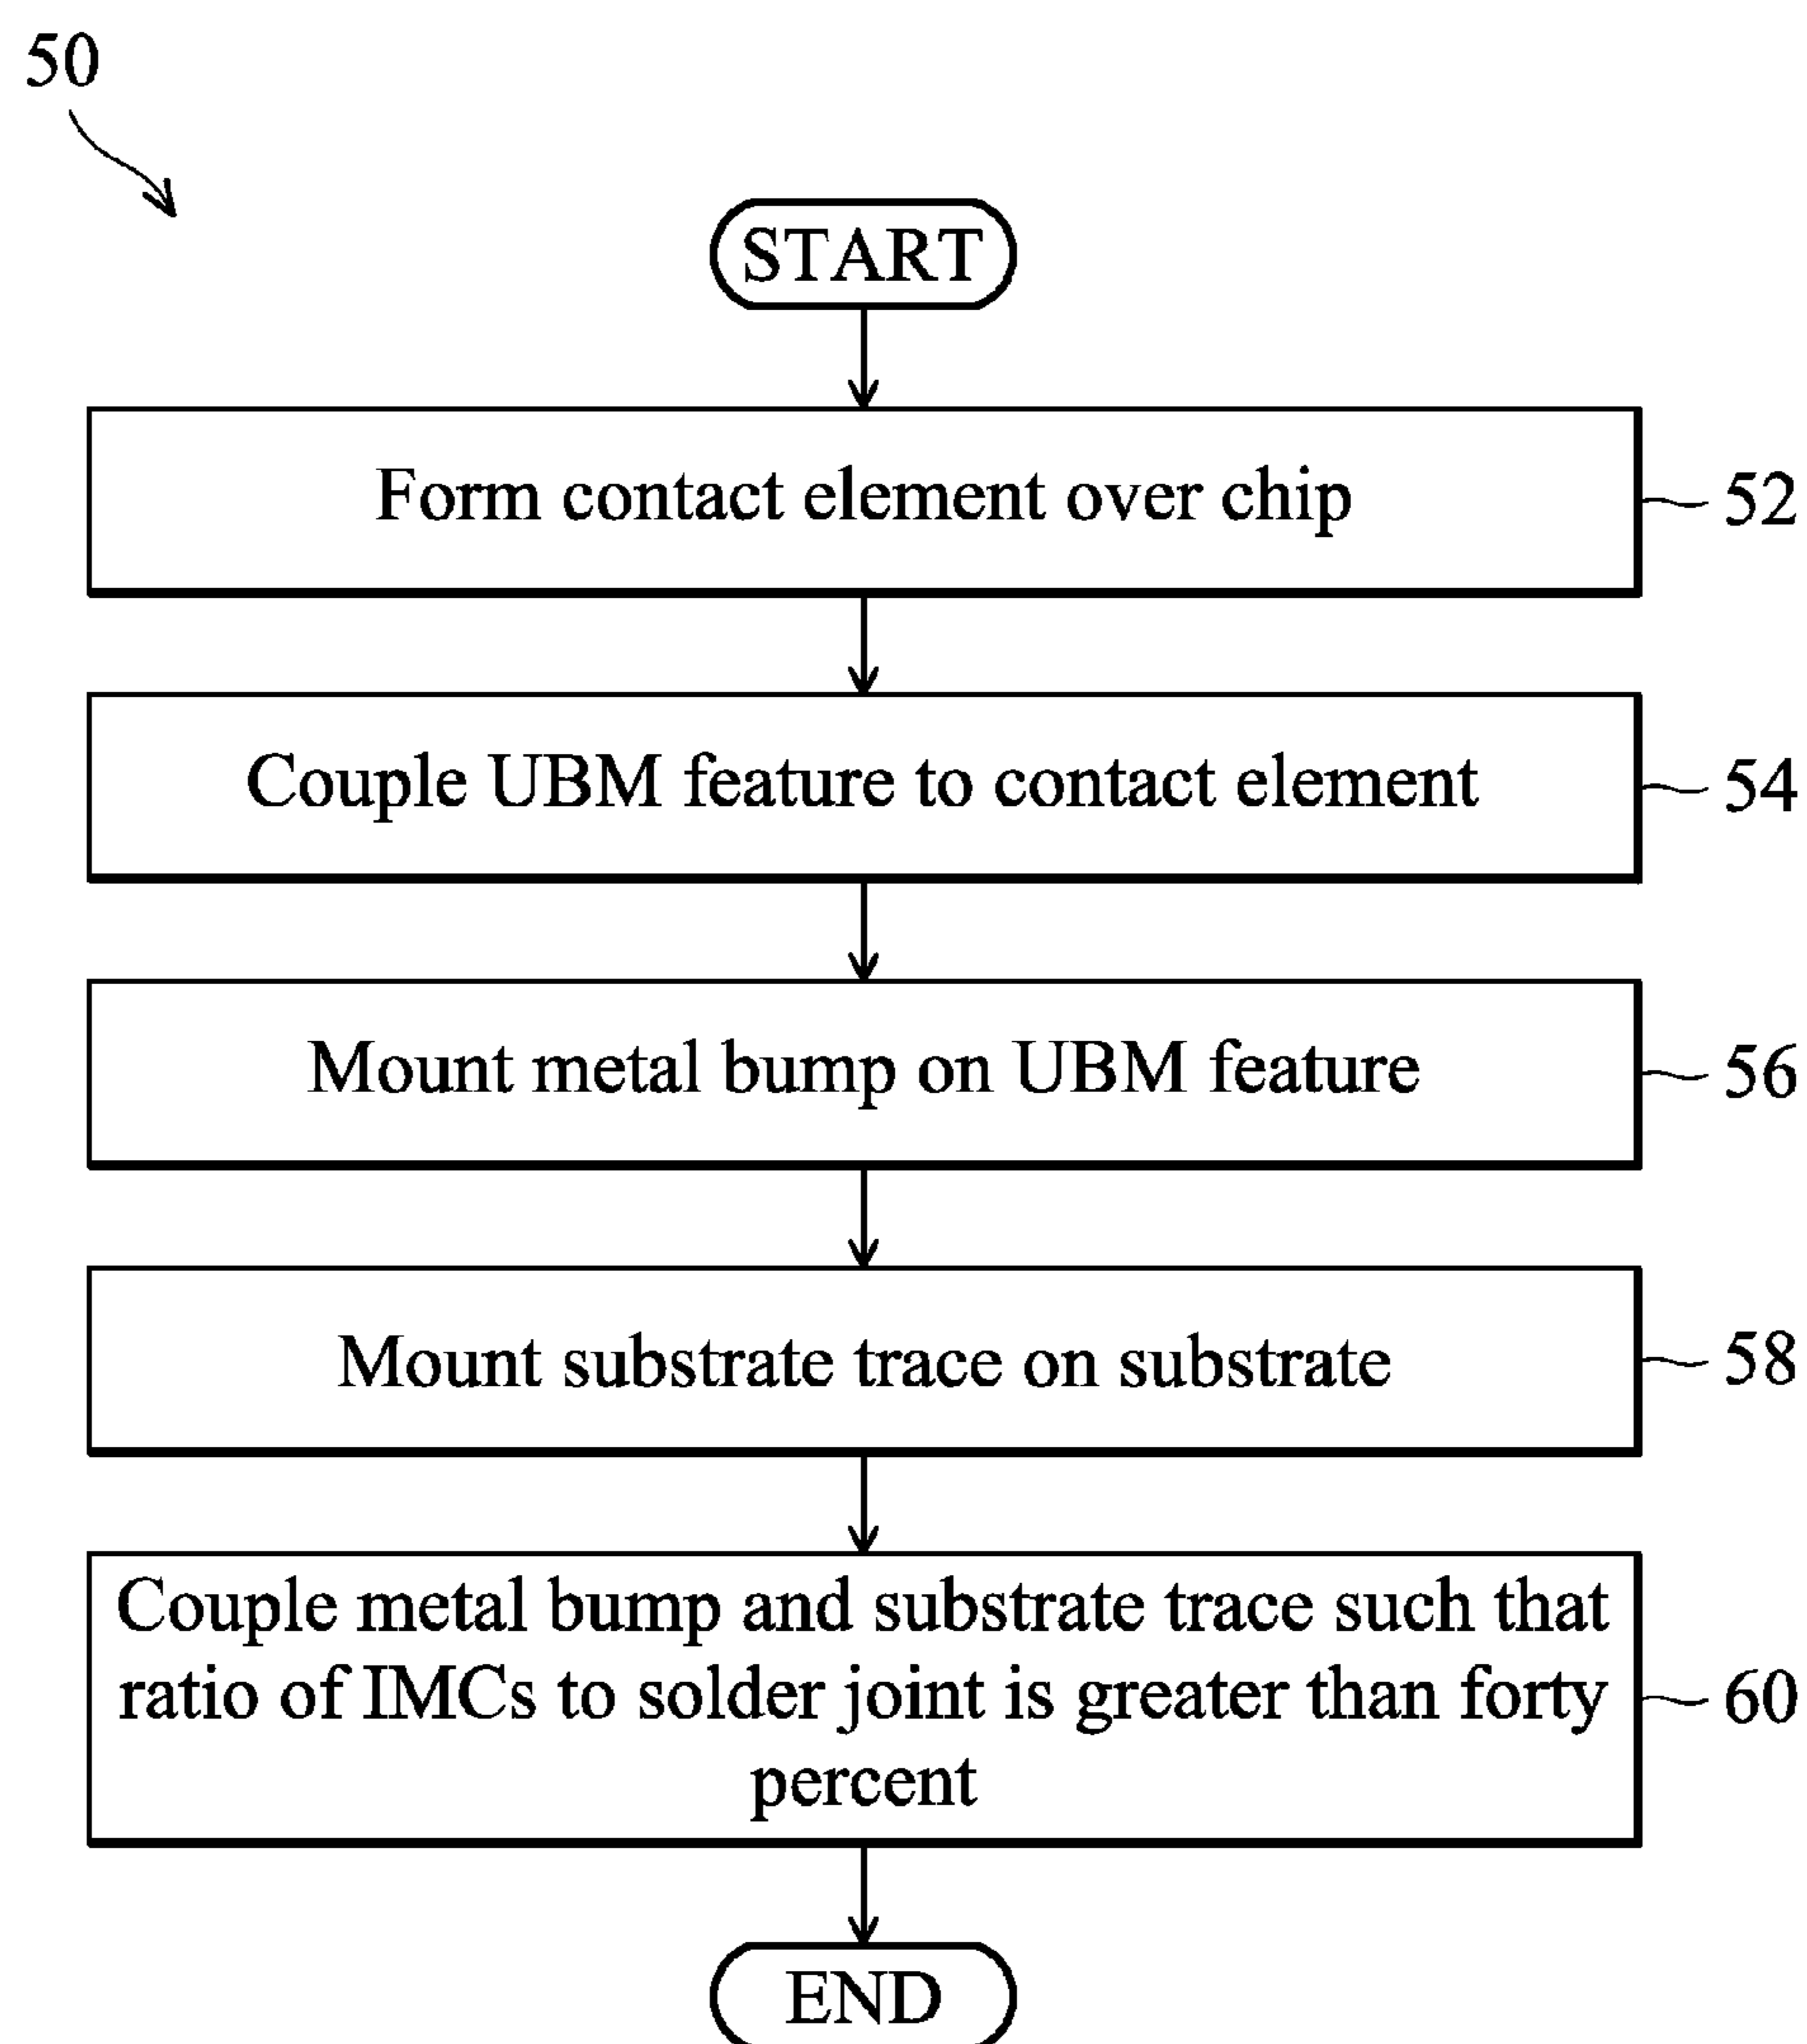 50
START
Form contact element over chip
52
Couple UBM feature to contact element
54
Mount metal bump on UBM feature
56
Mount substrate trace on substrate
58
Couple metal bump and substrate trace such that
ratio of IMCs to solder joint is greater than forty
percent
60
END